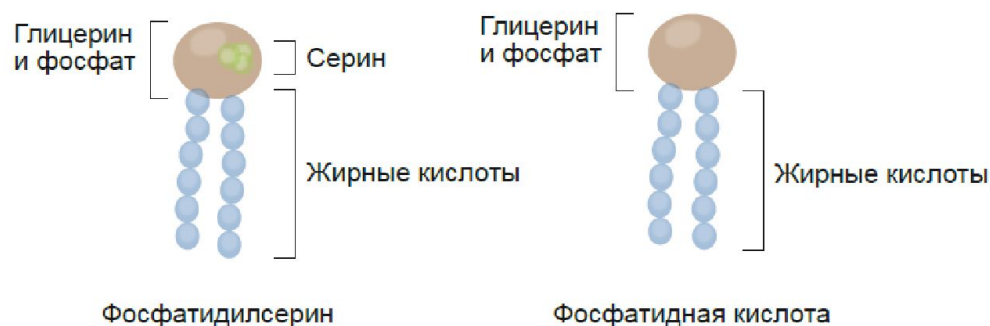 Глицерин
и фосфат
Серин
Жирные кислоты
Фосфатидилсерин
Глицерин
и фосфат
Жирные кислоты
Фосфатидная кислота